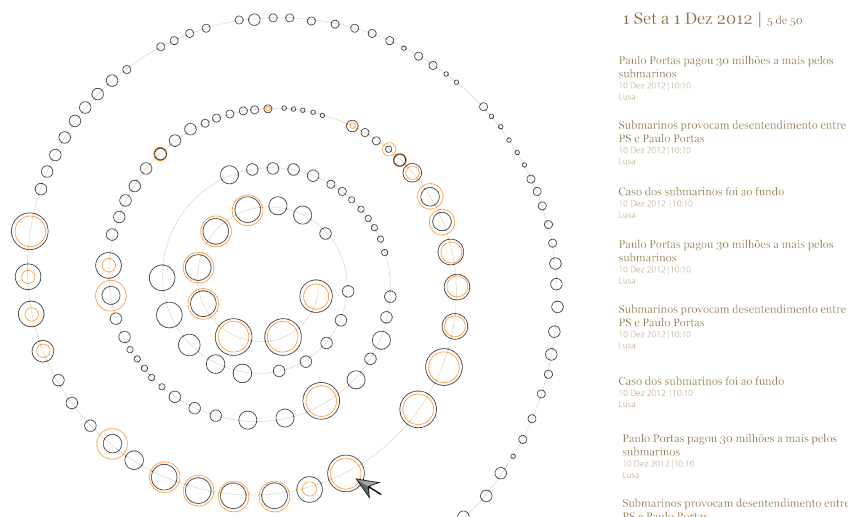 1 Set a 1 Dez 2012 | 5 de 50
Paulo Portas pagou 30 milhões a mais pelos
submarinos
10 Dez 2012 |10:10
Lusa
Submarinos provocam desentendimento entre
PS e Paulo Portas
10 Dez 2012 |10:10
Lusa
Caso dos submarinos foi ao fundo
10 Dez 2012 |10:10
Lusa
Paulo Portas pagou 30 milhões a mais pelos
submarinos
10 Dez 2012 |10:10
Lusa
Submarinos provocam desentendimento entre
PS e Paulo Portas
10 Dez 2012 |10:10
Lusa
Caso dos submarinos foi ao fundo
10 Dez 2012 |10:10
Lusa
Paulo Portas pagou 30 milhões a mais pelos
submarinos
10 Dez 2012 |10:10
Lusa
Submarinos provocam desentendimento entre
PS e Paulo Portas